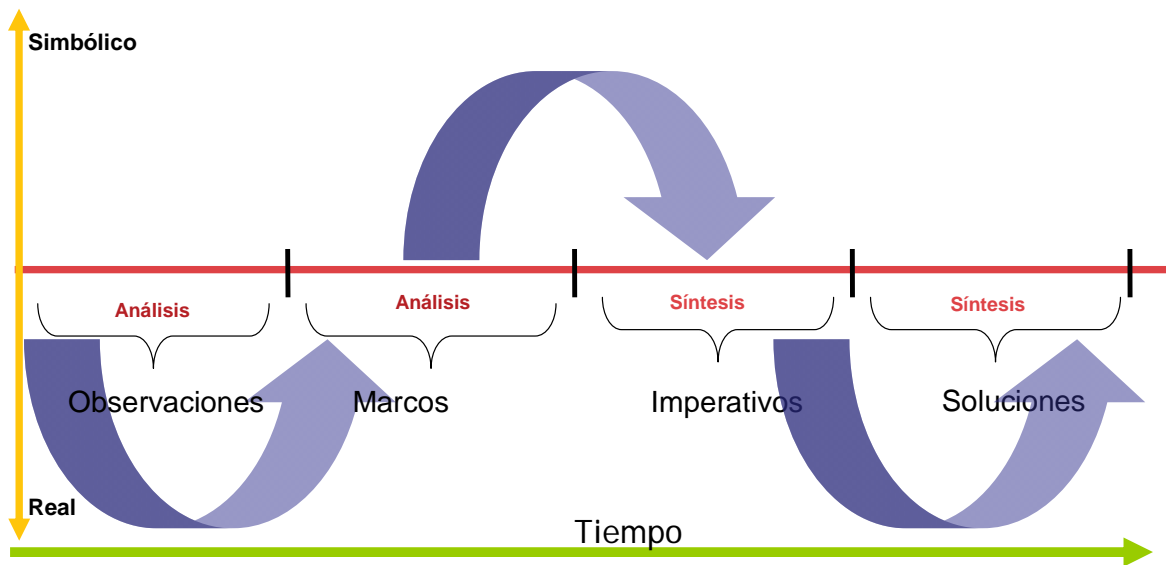 Simbólico
Análisis
Análisis
Síntesis
Síntesis
Observaciones
Marcos
Imperativos
Soluciones
Real
Tiempo